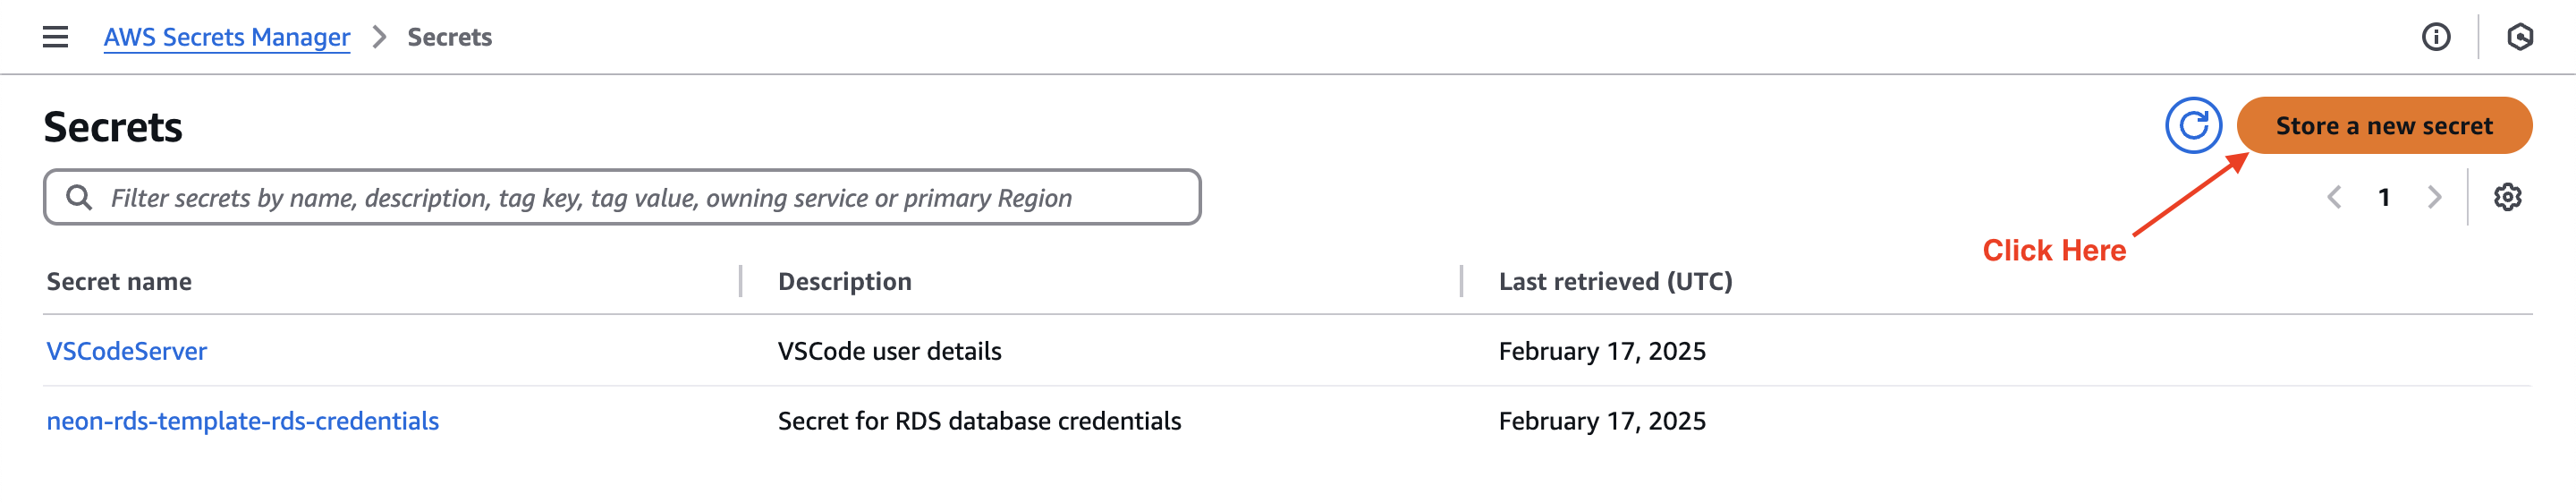 AWS Secrets Manager > Secrets
Secrets
Store a new secret
Filter secrets by name, description, tag key, tag value, owning service or primary Region
1
Click Here
Secret name Description Last retrieved (UTC)
VSCodeServer VSCode user details February 17, 2025
neon-rds-template-rds-credentials Secret for RDS database credentials February 17, 2025